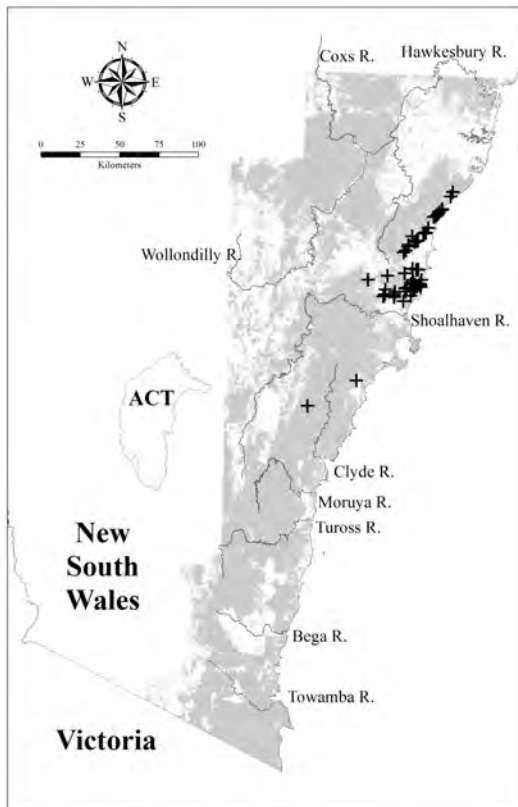 Coxs R.
Hawkesbury R.
N
W
E
S
0 25 50 75 100
Kilometers
Wollondilly R.
Shoalhaven R.
ACT
Clyde R.
Moruya R.
Tuross R.
New
South
Wales
Bega R.
Towamba R.
Victoria